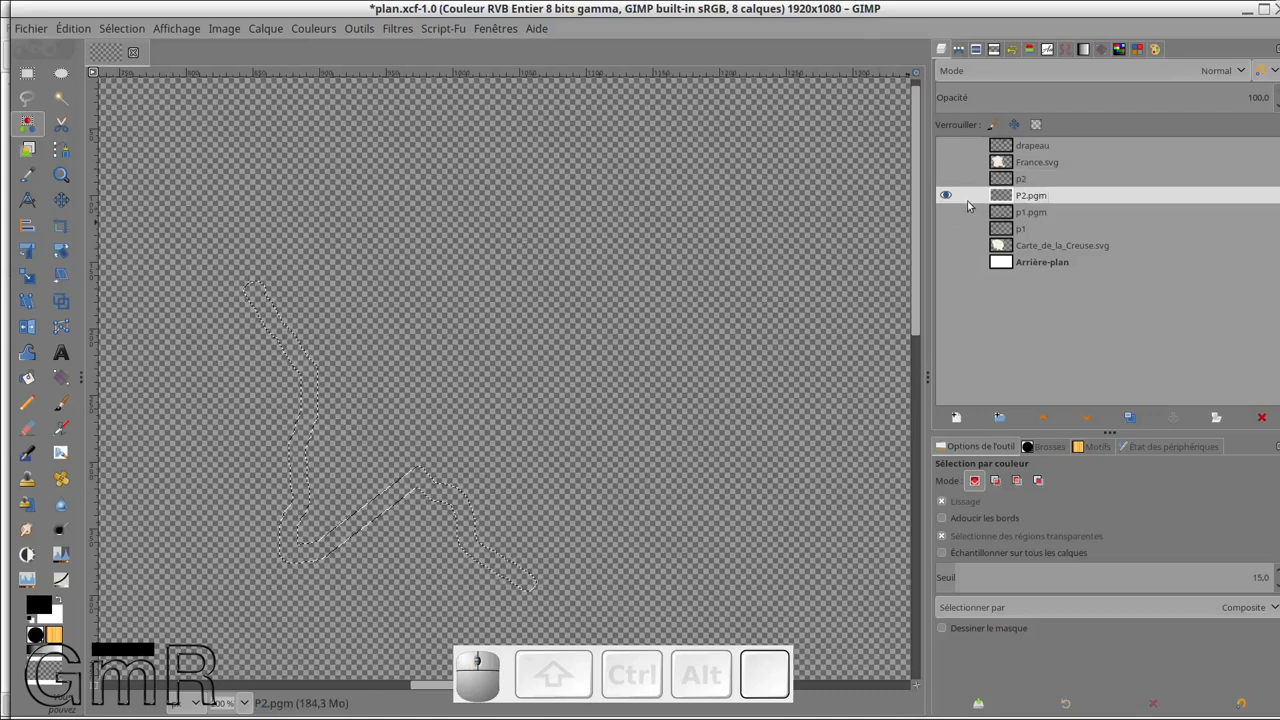 *plan.xcf-1.0 (Couleur RVB Entier 8 bits gamma, GIMP built-in sRGB, 8 calques) 1920x1080 – GIMP
Fichier Édition Sélection Affichage Image Calque Couleurs Outils Filtres Script-Fu Fenêtres Aide
Mode Normal
Opacité 100,0
Verrouiller :
drapeau
France.svg
p2
P2.pgm
p1.pgm
p1
Carte_de_la_Creuse.svg
Arrière-plan
Options de l'outil Brosses Motifs État des périphériques
Sélection par couleur
Mode :
Lissage
Adoucir les bords
Sélectionne des régions transparentes
Échantillonner sur tous les calques
Seuil 15,0
Sélectionner par Composite
Dessiner le masque
GmR
Ctrl Alt
Vous
pouvez
P2.pgm (184,3 Mo)